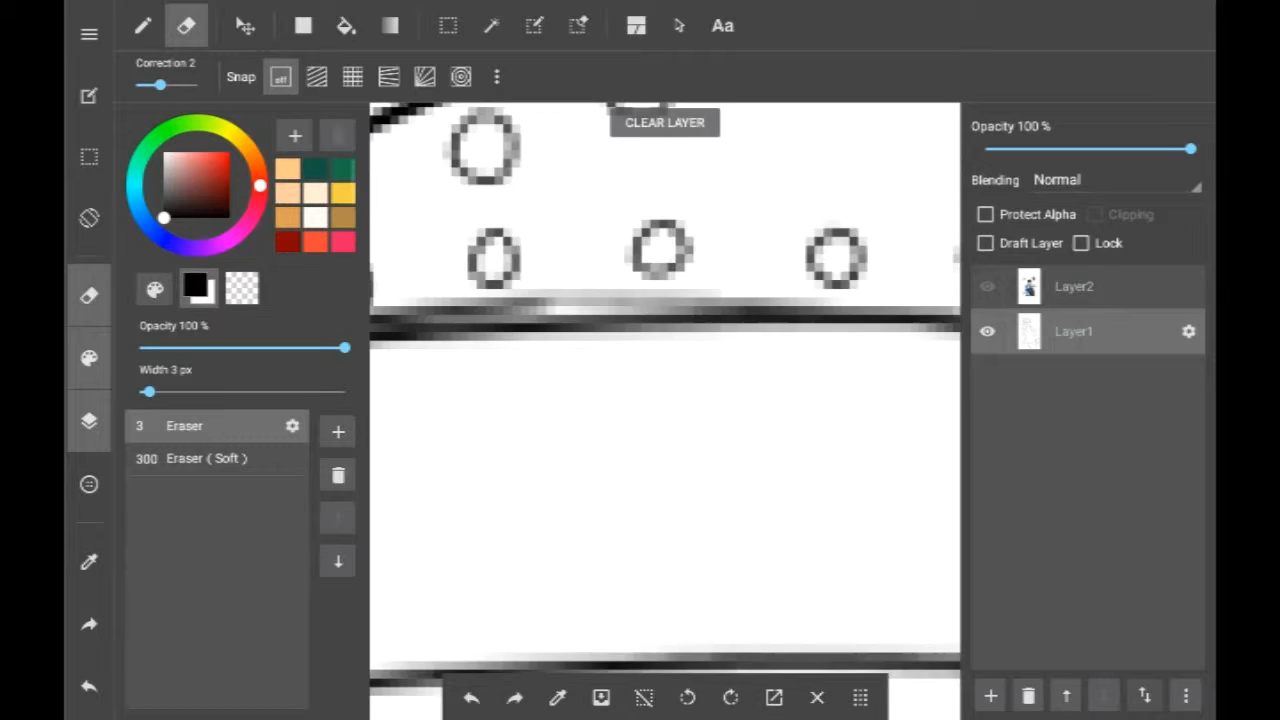 Aa
Correction 2
Snap
off
CLEAR LAYER
Opacity 100 %
Blending Normal
Protect Alpha Clipping
Draft Layer Lock
Layer2
Layer1
Opacity 100 %
Width 3 px
3 Eraser
300 Eraser ( Soft )